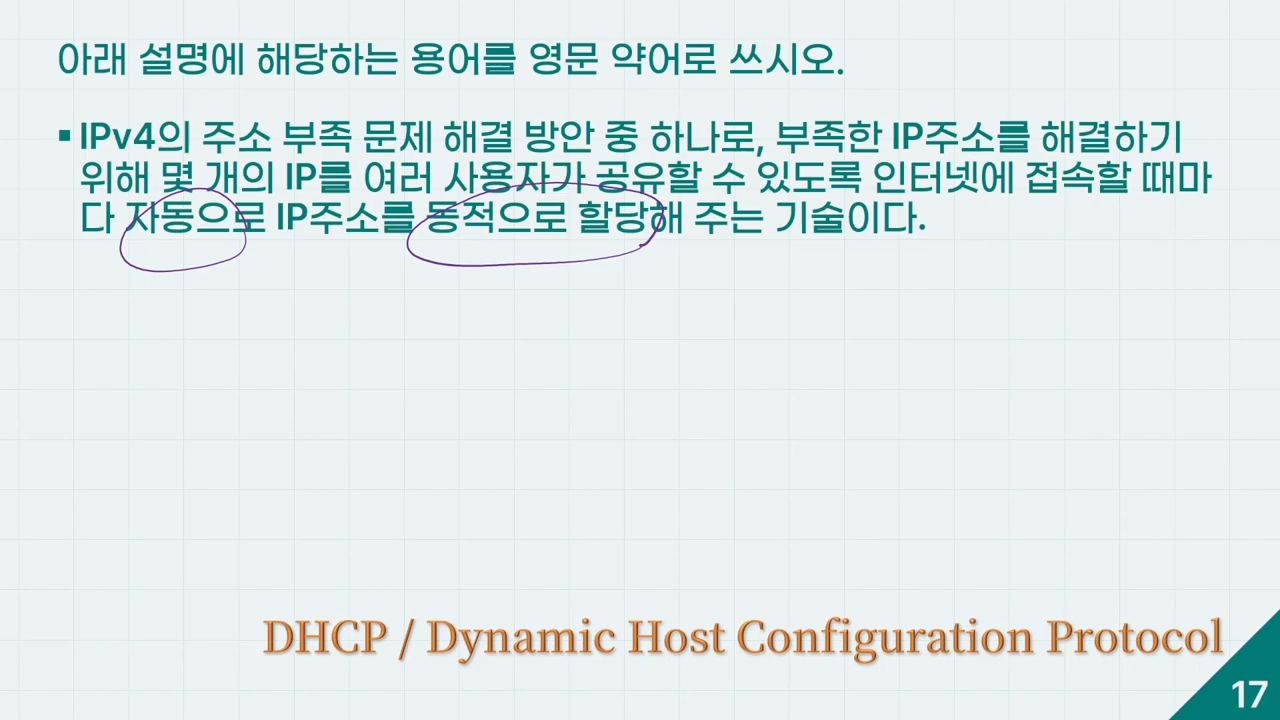 아래 설명에 해당하는 용어를 영문 약어로 쓰시오.
▪ IPv4의 주소 부족 문제 해결 방안 중 하나로, 부족한 IP주소를 해결하기
위해 몇 개의 IP를 여러 사용자가 공유할 수 있도록 인터넷에 접속할 때마
다 자동으로 IP주소를 동적으로 할당해 주는 기술이다.
DHCP / Dynamic Host Configuration Protocol
17